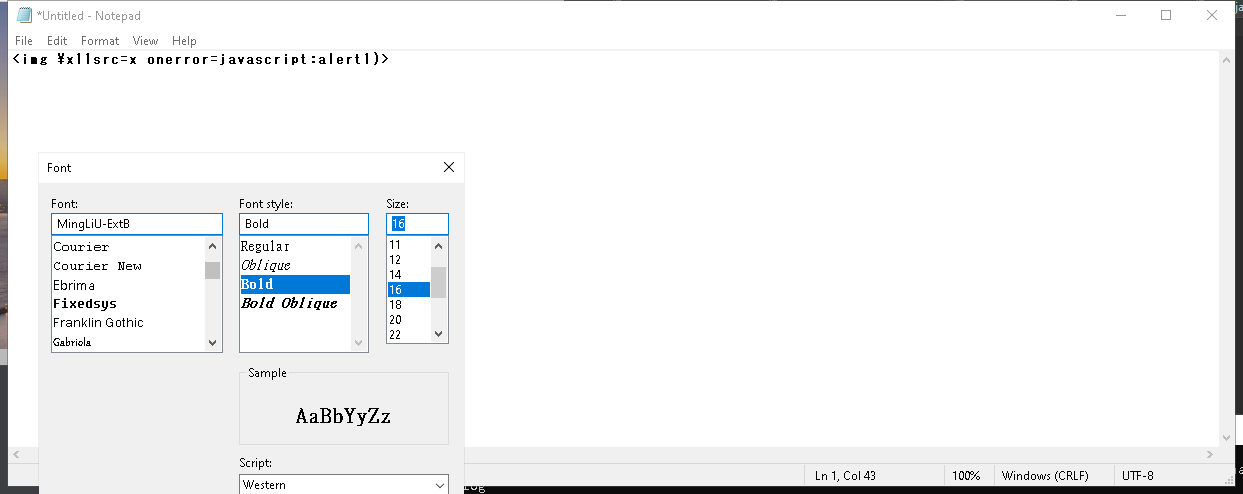 *Untitled - Notepad
File Edit Format View Help
<img ¥x11src=x onerror=javascript:alert1)>
Font
Font: Font style: Size:
MingLiU-ExtB Bold 16
Courier Regular 11
Courier New Oblique 12
Ebrima Bold 14
Fixedsys Bold Oblique 16
Franklin Gothic 18
Gabriola 20
22
Sample
AaBbYyZz
Script:
Western
Ln 1, Col 43 100% Windows (CRLF) UTF-8